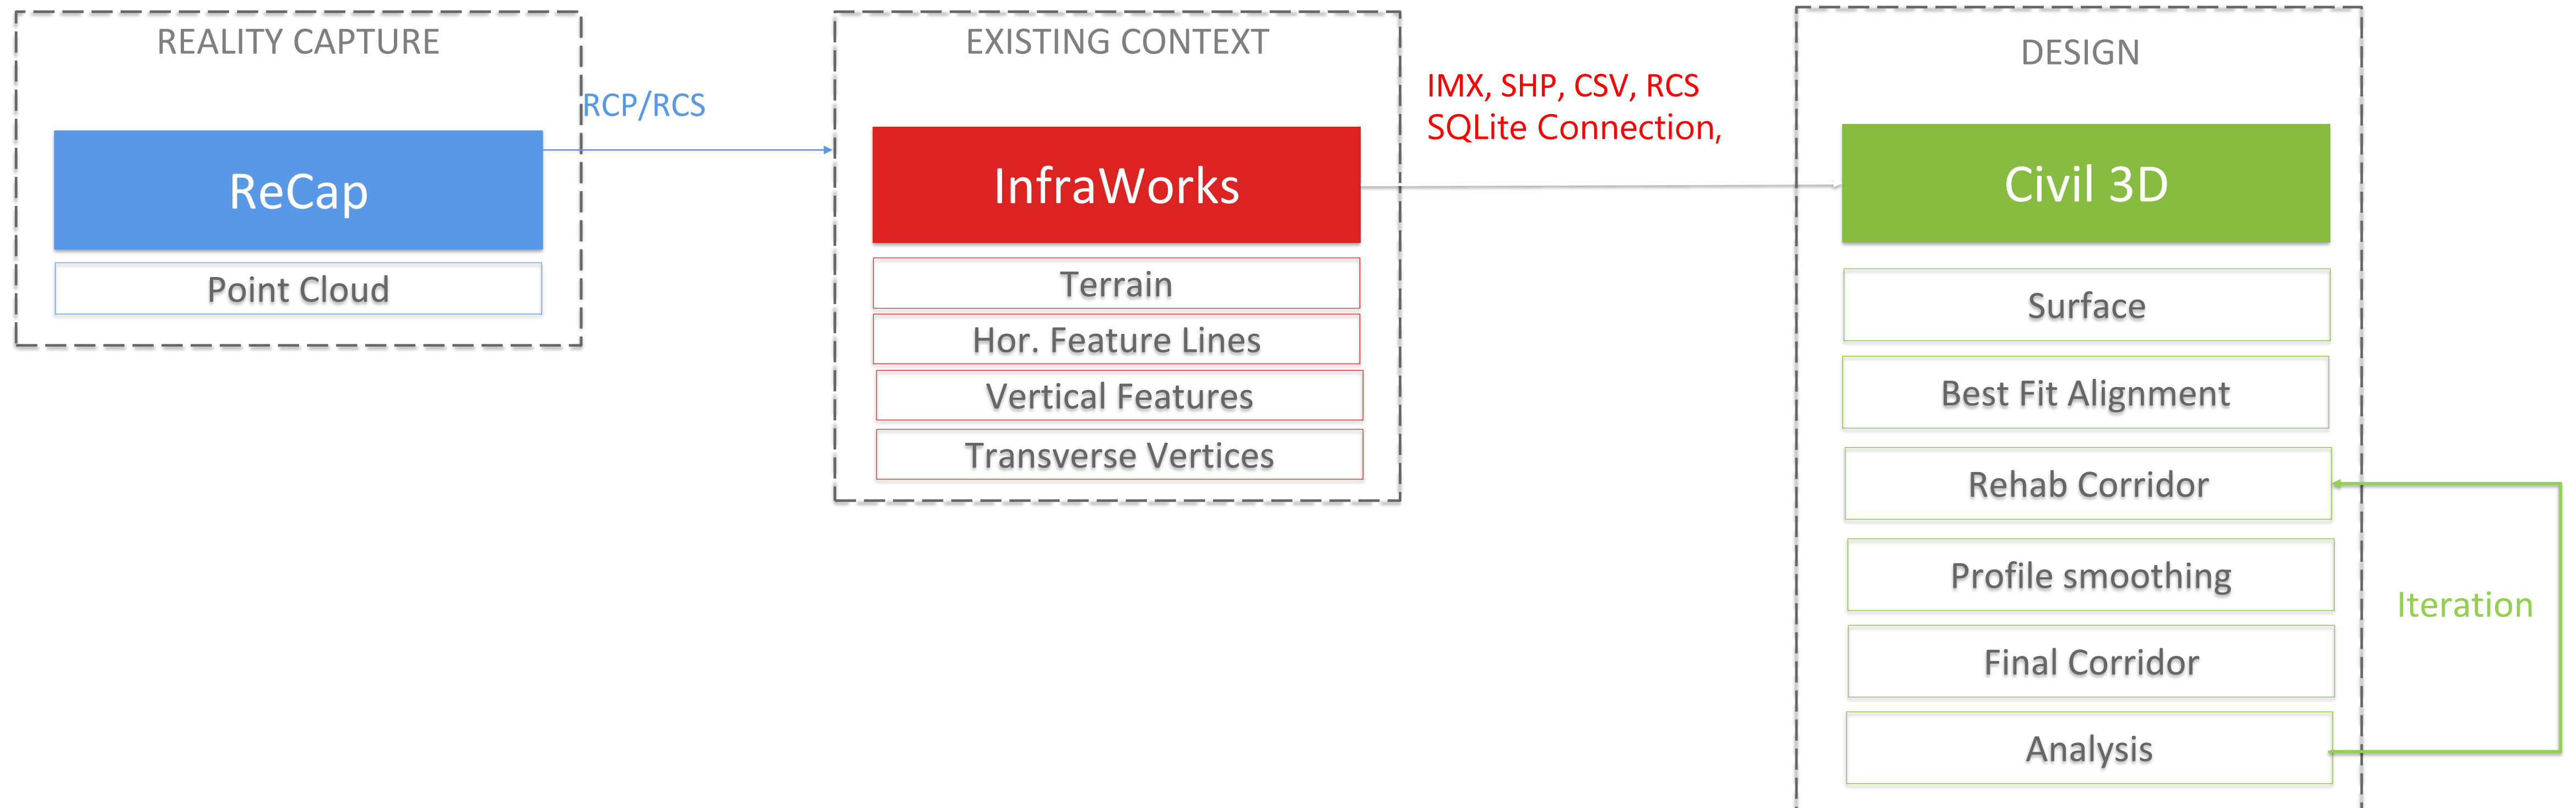 REALITY CAPTURE
RCP/RCS
ReCap
Point Cloud
EXISTING CONTEXT
InfraWorks
Terrain
Hor. Feature Lines
Vertical Features
Transverse Vertices
IMX, SHP, CSV, RCS
SQLite Connection,
DESIGN
Civil 3D
Surface
Best Fit Alignment
Rehab Corridor
Profile smoothing
Final Corridor
Analysis
Iteration